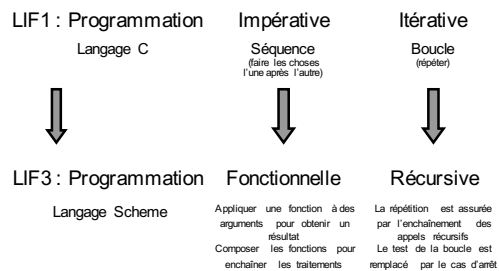 LIF1 : Programmation Impérative Itérative
Langage C
Séquence
(faire les choses
l'une après l'autre)
Boucle
(répéter)
LIF3 : Programmation Fonctionnelle Récursive
Langage Scheme
Appliquer une fonction à des
arguments pour obtenir un
résultat
Composer les fonctions pour
enchaîner les traitements
La répétition est assurée
par l'enchaînement des
appels récursifs
Le test de la boucle est
remplacé par le cas d'arrêt